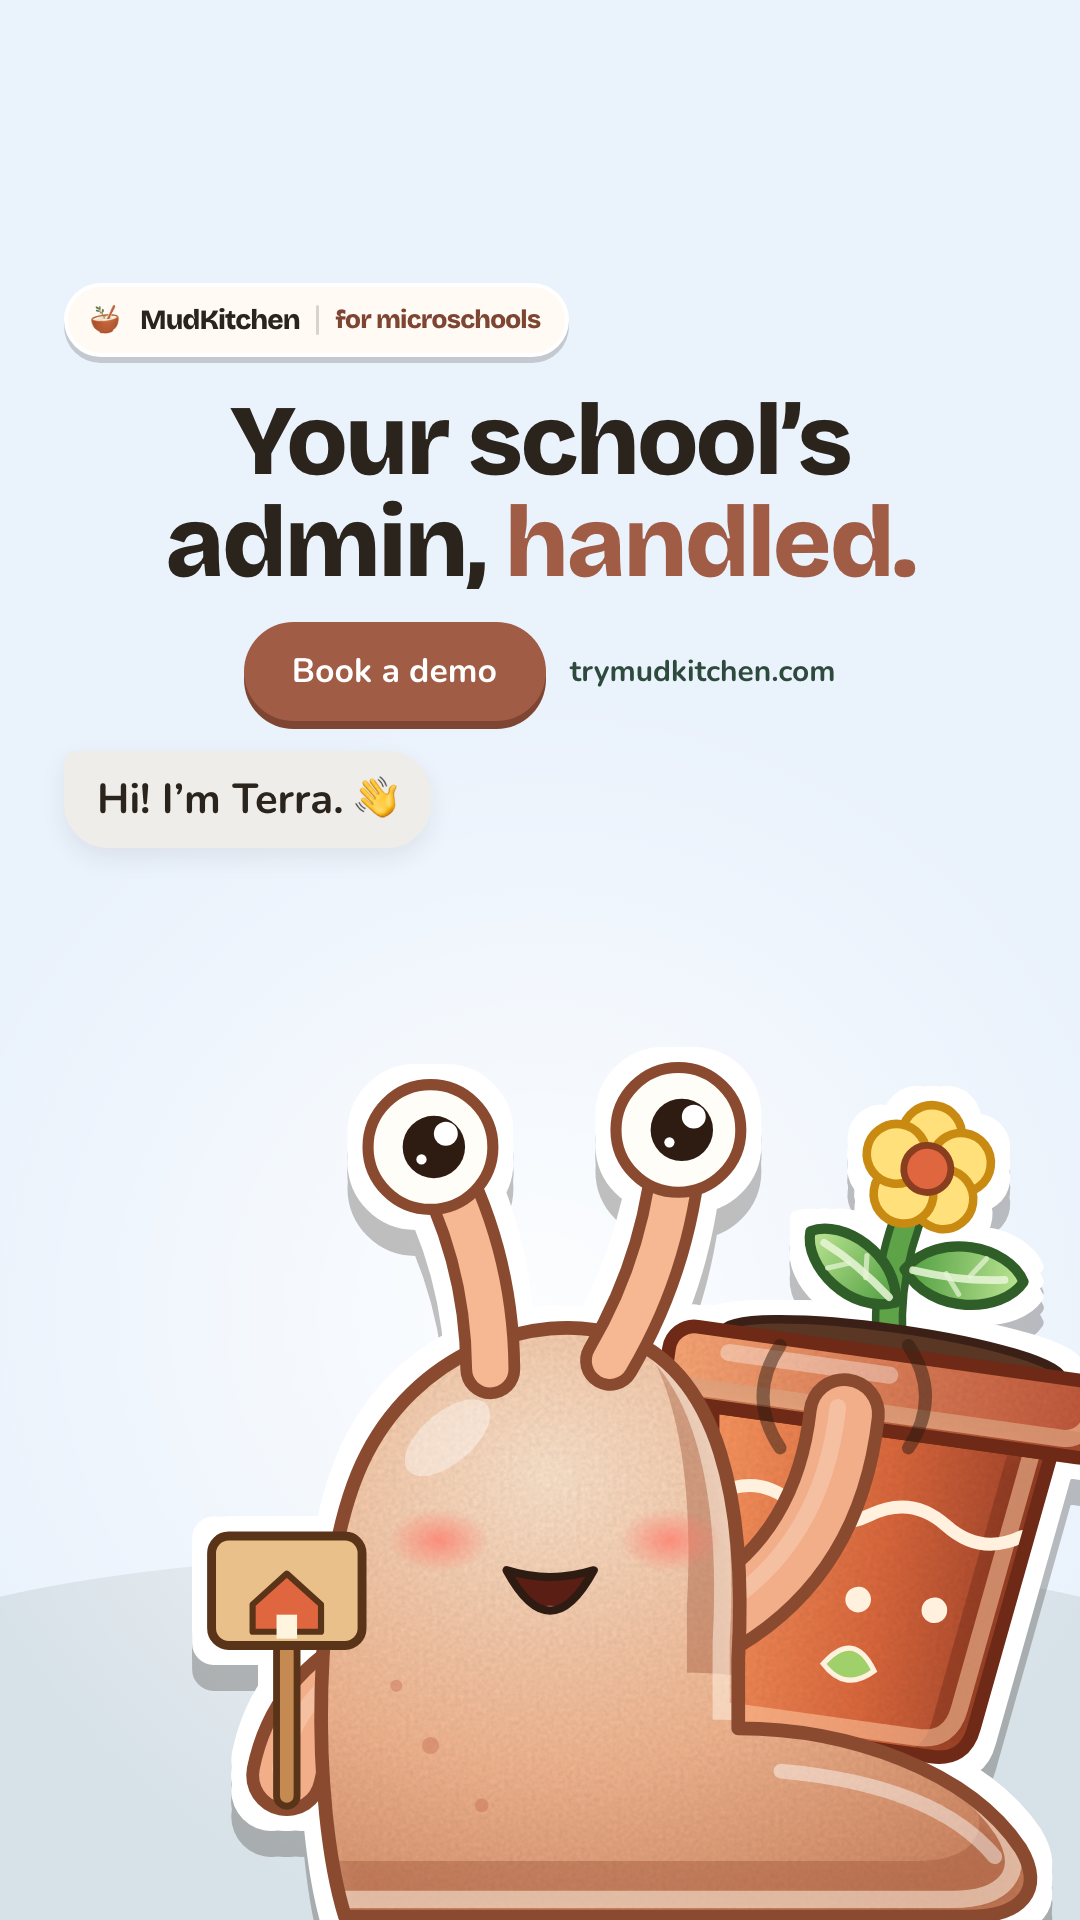 MudKitchen | for microschools
Your school’s
admin, handled.
Book a demo
trymudkitchen.com
Hi! I’m Terra. 👋